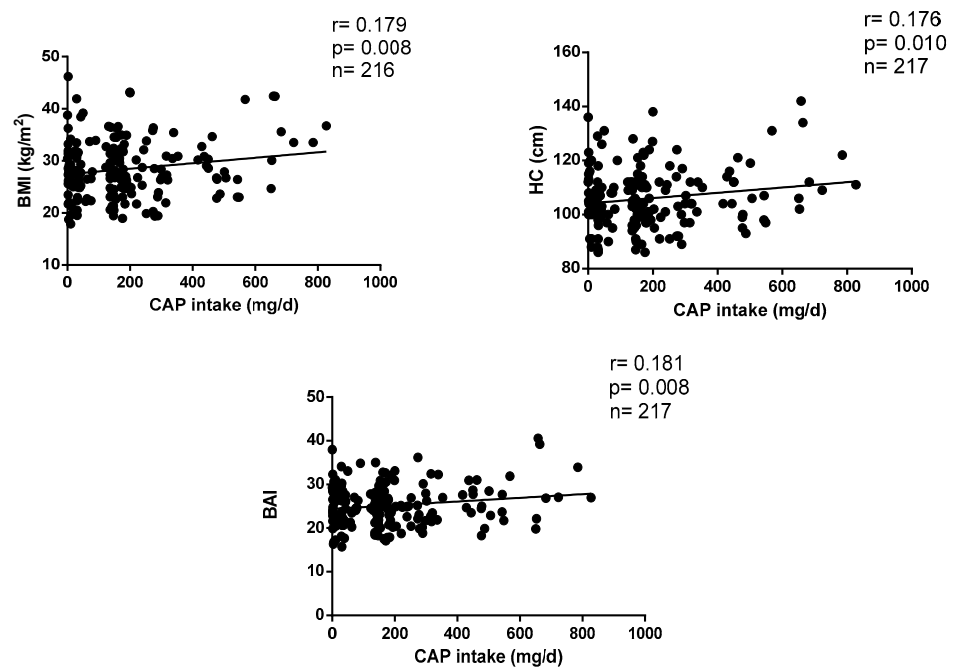 r= 0.179
p= 0.008
n= 216
50
40
30
20
10
BMI (kg/m²)
0 200 400 600 800 1000
CAP intake (mg/d)
r= 0.176
p= 0.010
n= 217
160
140
120
100
80
HC (cm)
0 200 400 600 800 1000
CAP intake (mg/d)
r= 0.181
p= 0.008
n= 217
50
40
30
20
10
0
BAI
0 200 400 600 800 1000
CAP intake (mg/d)